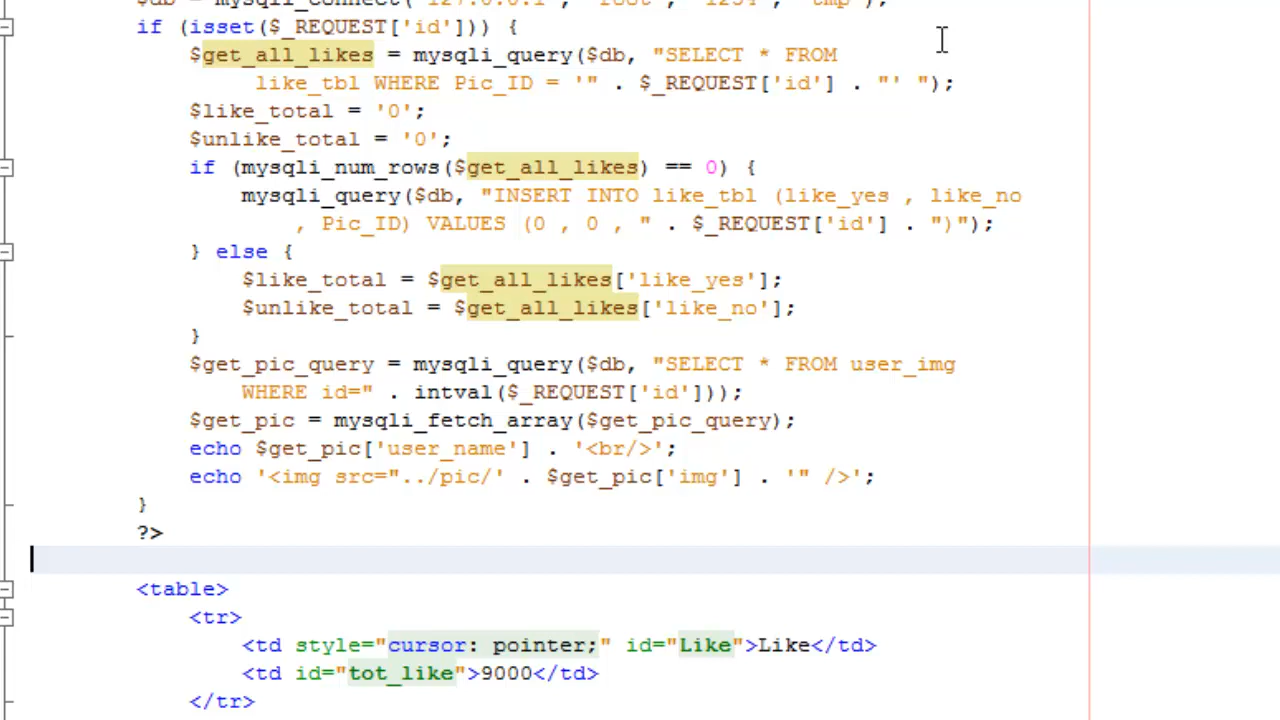 $db = mysqli_connect("127.0.0.1", "root", "1234", "tmp");
if (isset($_REQUEST['id'])) {
$get_all_likes = mysqli_query($db, "SELECT * FROM
like_tbl WHERE Pic_ID = '" . $_REQUEST['id'] . "' ");
$like_total = '0';
$unlike_total = '0';
if (mysqli_num_rows($get_all_likes) == 0) {
mysqli_query($db, "INSERT INTO like_tbl (like_yes , like_no
, Pic_ID) VALUES (0 , 0 , " . $_REQUEST['id'] . ")");
} else {
$like_total = $get_all_likes['like_yes'];
$unlike_total = $get_all_likes['like_no'];
}
$get_pic_query = mysqli_query($db, "SELECT * FROM user_img
WHERE id=" . intval($_REQUEST['id']));
$get_pic = mysqli_fetch_array($get_pic_query);
echo $get_pic['user_name'] . '<br/>';
echo '<img src="../pic/' . $get_pic['img'] . '" />';
}
?>
<table>
<tr>
<td style="cursor: pointer;" id="Like">Like</td>
<td id="tot_like">9000</td>
</tr>